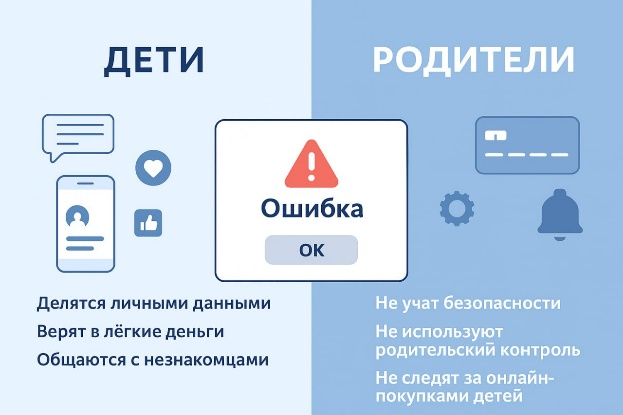 ДЕТИ
РОДИТЕЛИ
Ошибка
ОК
Делятся личными данными
Верят в лёгкие деньги
Общаются с незнакомцами
Не учат безопасности
Не используют
родительский контроль
Не следят за онлайн-
покупками детей